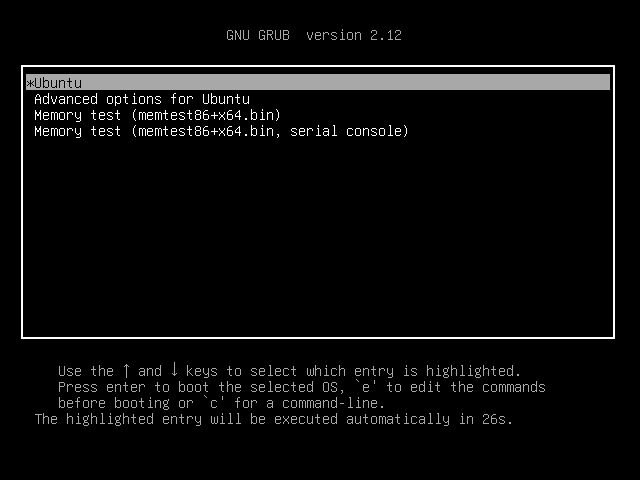 GNU GRUB  version 2.12
*Ubuntu
Advanced options for Ubuntu
Memory test (memtest86+x64.bin)
Memory test (memtest86+x64.bin, serial console)
Use the ↑ and ↓ keys to select which entry is highlighted.
Press enter to boot the selected OS, `e' to edit the commands
before booting or `c' for a command-line.
The highlighted entry will be executed automatically in 26s.